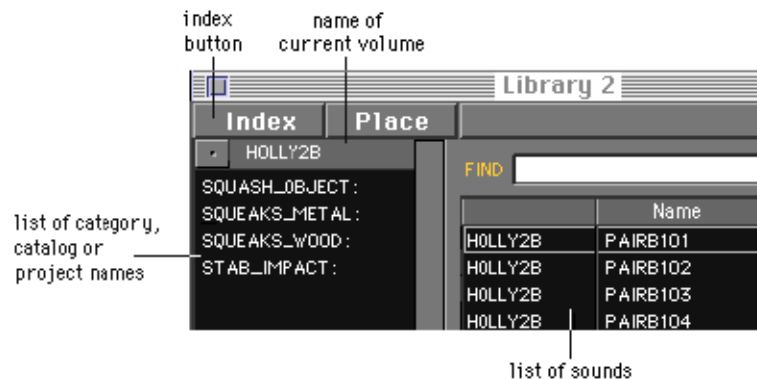 index
button
name of
current volume
Library 2
Index
Place
HOLLY2B
FIND
SQUASH_OBJECT:
SQUEAKS_METAL:
SQUEAKS_WOOD:
STAB_IMPACT:
list of category,
catalog or
project names
Name
HOLLY2B PAIRB101
HOLLY2B PAIRB102
HOLLY2B PAIRB103
HOLLY2B PAIRB104
list of sounds